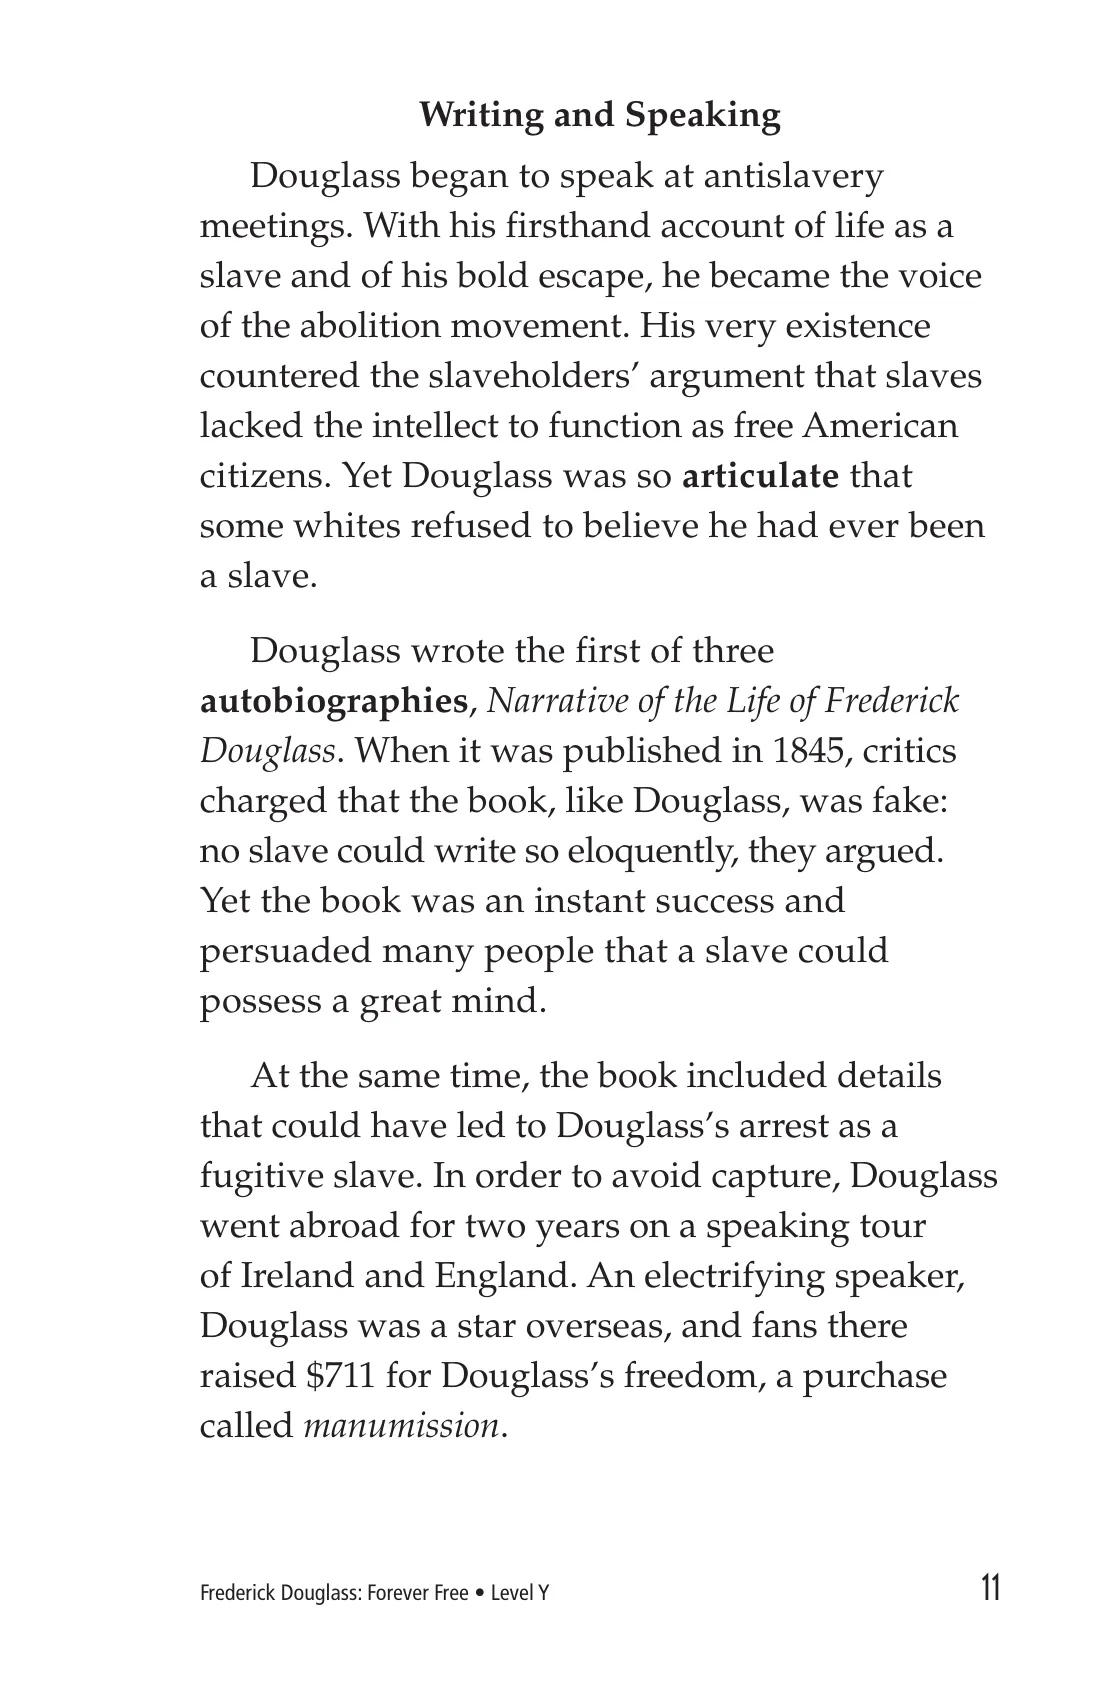 Writing and Speaking
Douglass began to speak at antislavery
meetings. With his firsthand account of life as a
slave and of his bold escape, he became the voice
of the abolition movement. His very existence
countered the slaveholders’ argument that slaves
lacked the intellect to function as free American
citizens. Yet Douglass was so articulate that
some whites refused to believe he had ever been
a slave.
Douglass wrote the first of three
autobiographies, Narrative of the Life of Frederick
Douglass. When it was published in 1845, critics
charged that the book, like Douglass, was fake:
no slave could write so eloquently, they argued.
Yet the book was an instant success and
persuaded many people that a slave could
possess a great mind.
At the same time, the book included details
that could have led to Douglass’s arrest as a
fugitive slave. In order to avoid capture, Douglass
went abroad for two years on a speaking tour
of Ireland and England. An electrifying speaker,
Douglass was a star overseas, and fans there
raised $711 for Douglass’s freedom, a purchase
called manumission.
Frederick Douglass: Forever Free • Level Y 11